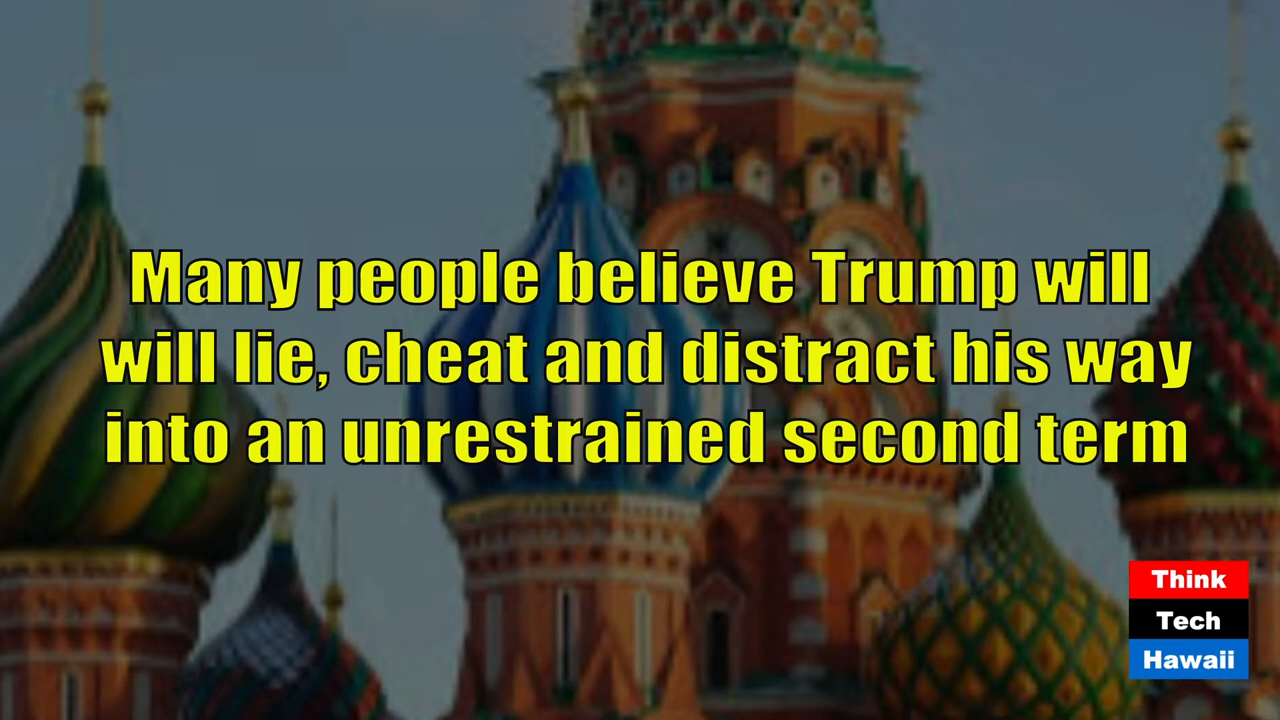 Many people believe Trump will
will lie, cheat and distract his way
into an unrestrained second term
Think
Tech
Hawaii